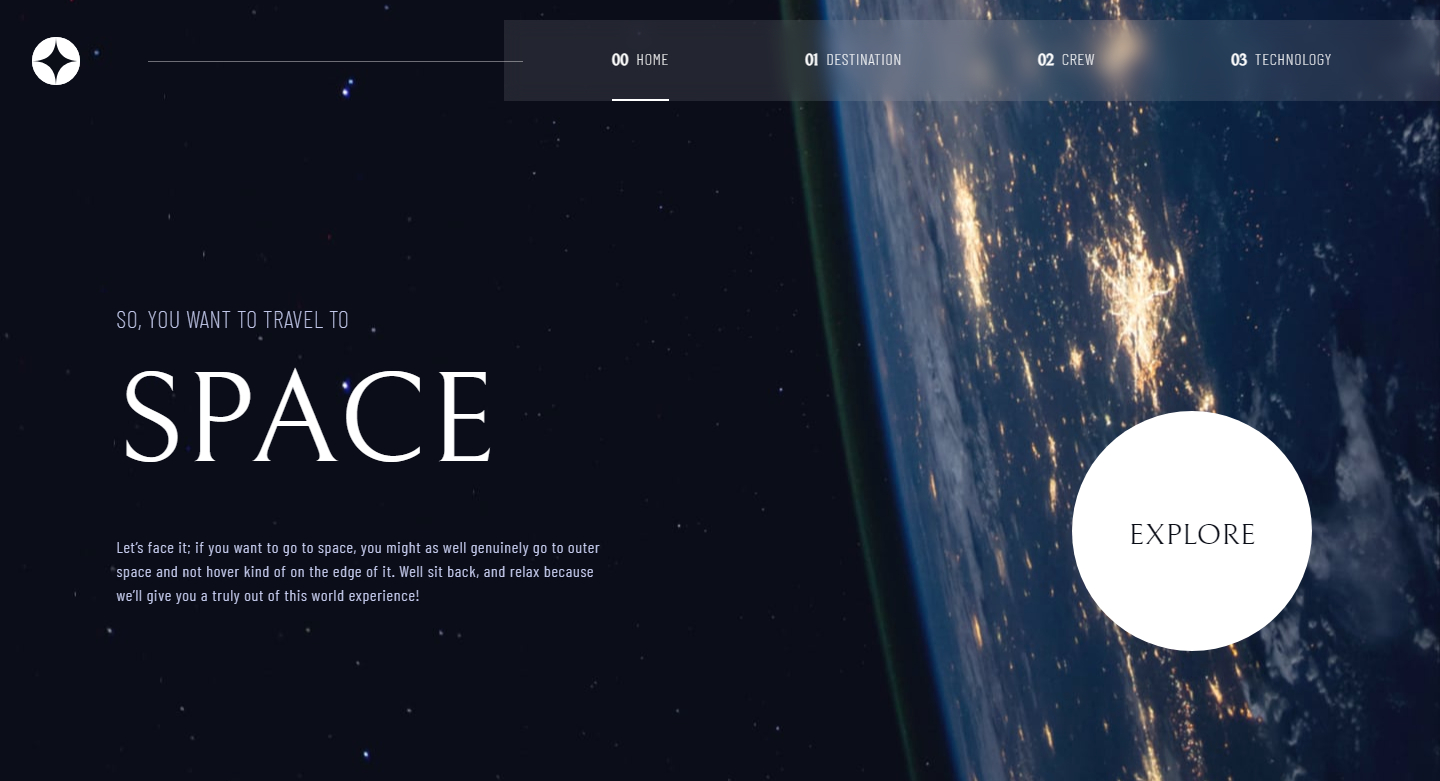 00 HOME 01 DESTINATION 02 CREW 03 TECHNOLOGY
SO, YOU WANT TO TRAVEL TO
SPACE
Let’s face it; if you want to go to space, you might as well genuinely go to outer
space and not hover kind of on the edge of it. Well sit back, and relax because
we’ll give you a truly out of this world experience!
EXPLORE